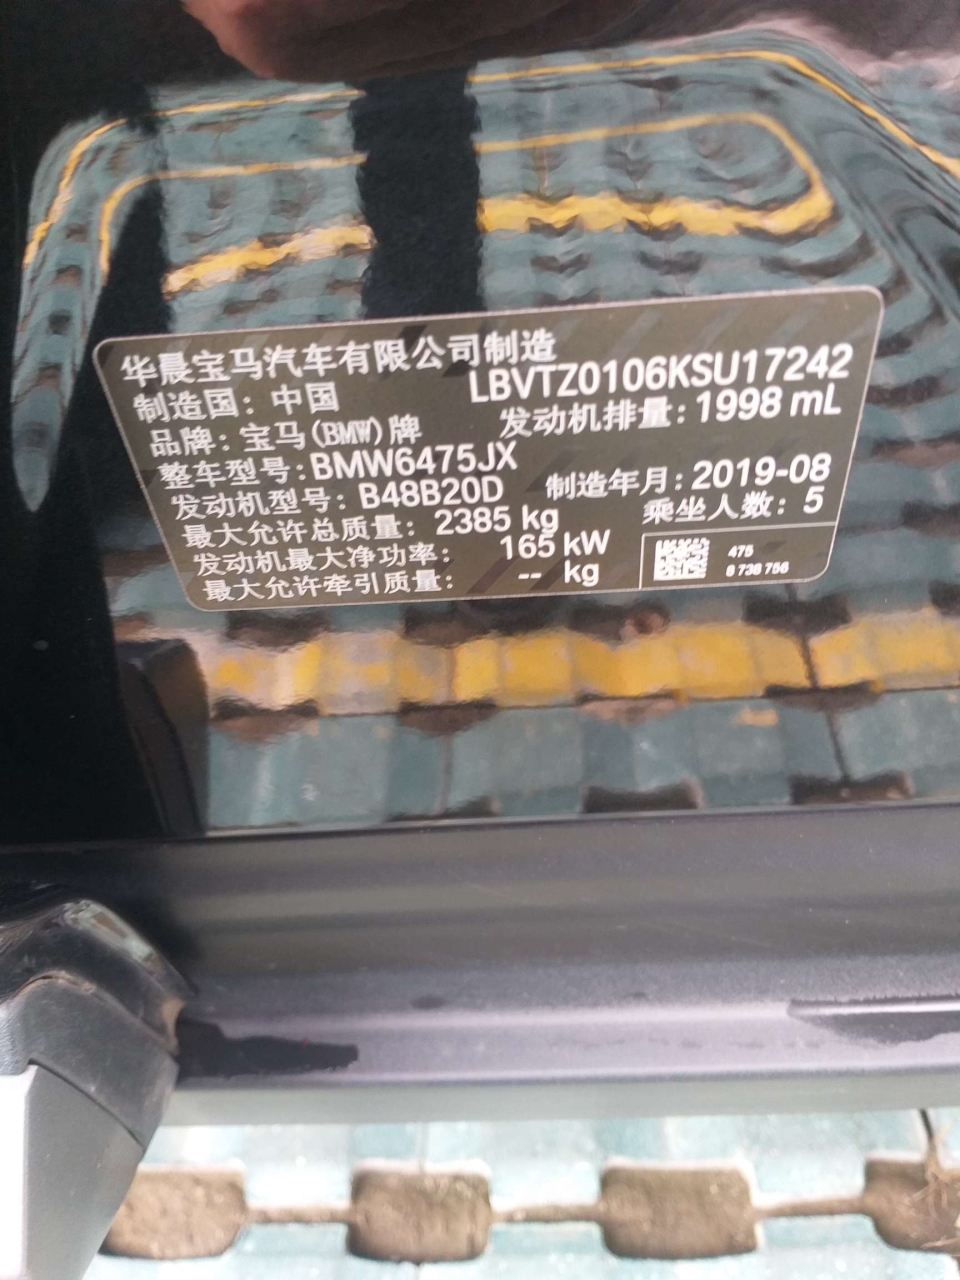 华晨宝马汽车有限公司制造
LBVTZ0106KSU17242
制造国: 中国
发动机排量: 1998 mL
品牌: 宝马(BMW)牌
整车型号: BMW6475JX
制造年月: 2019-08
发动机型号: B48B20D
乘坐人数: 5
最大允许总质量: 2385 kg
发动机最大净功率: 165 kW
最大允许牵引质量: -- kg
475
8 738 756